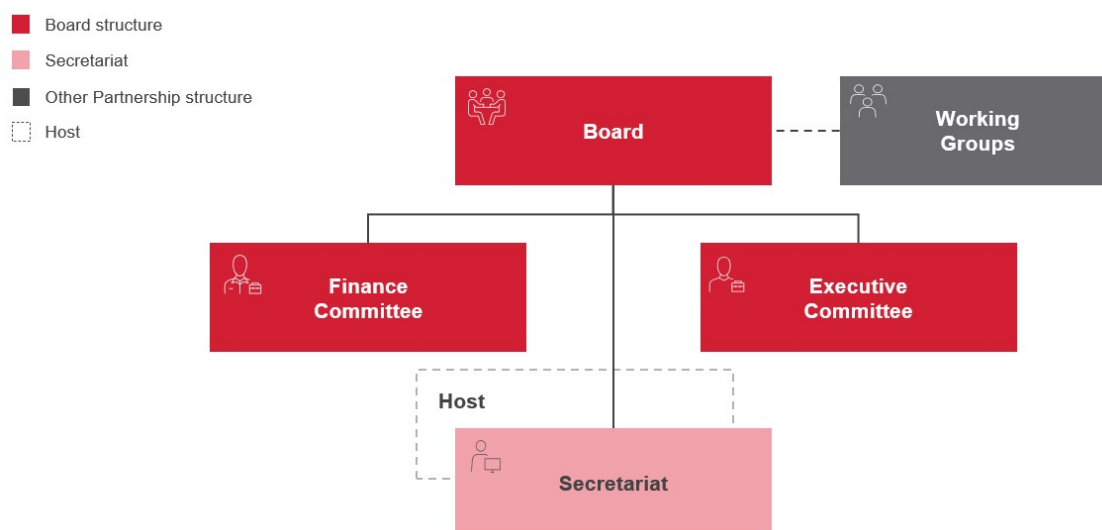 Board structure
Secretariat
Other Partnership structure
Host
Board
Working
Groups
Finance
Committee
Executive
Committee
Host
Secretariat